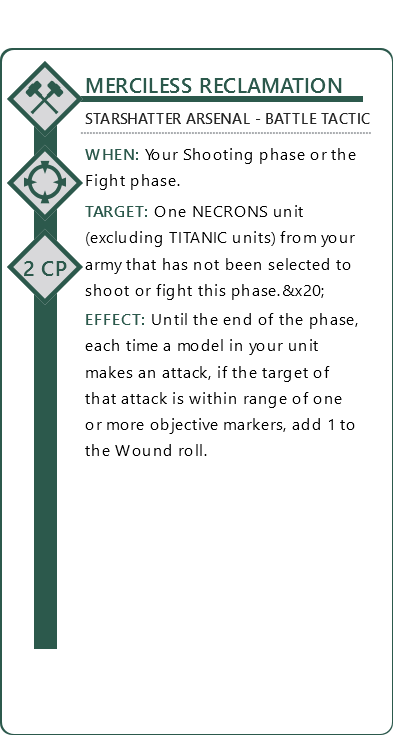 MERCILESS RECLAMATION
STARSHATTER ARSENAL - BATTLE TACTIC
WHEN: Your Shooting phase or the
Fight phase.
2 CP
TARGET: One NECRONS unit
(excluding TITANIC units) from your
army that has not been selected to
shoot or fight this phase.&x20;
EFFECT: Until the end of the phase,
each time a model in your unit
makes an attack, if the target of
that attack is within range of one
or more objective markers, add 1 to
the Wound roll.